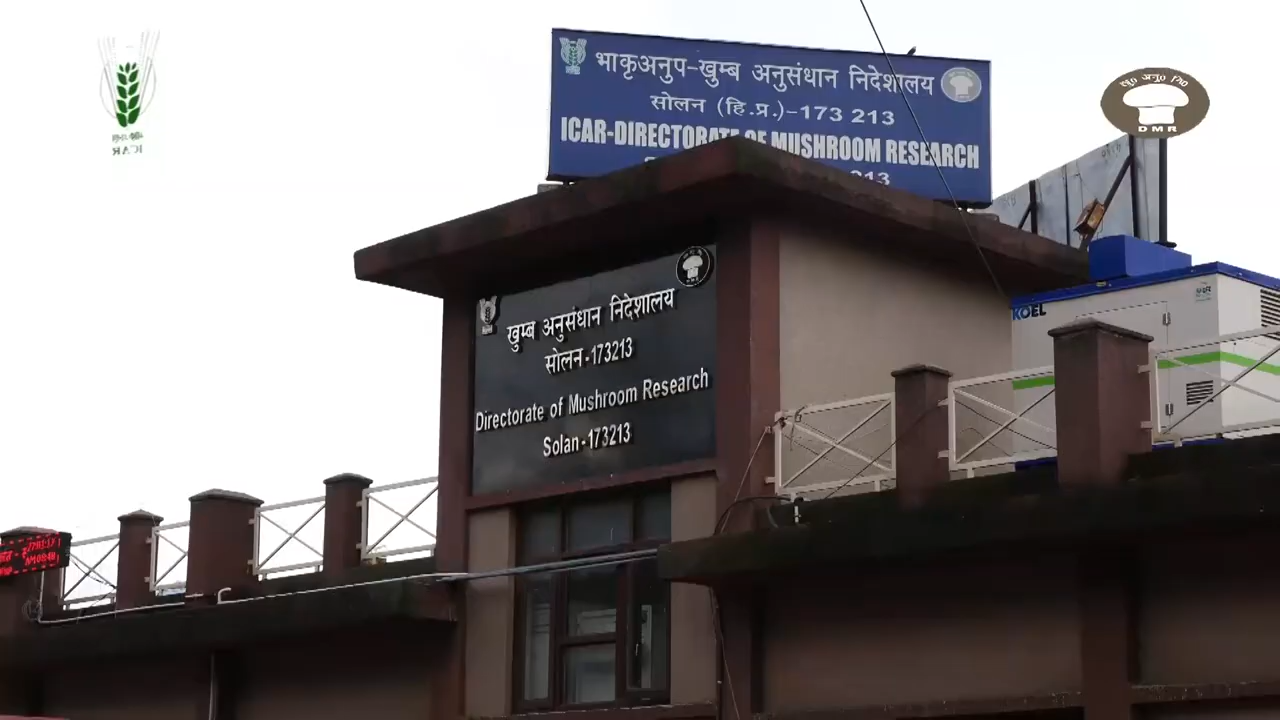 भाकृअनुप-खुम्ब अनुसंधान निदेशालय
सोलन (हि.प्र.)-173 213
ICAR-DIRECTORATE OF MUSHROOM RESEARCH
213
खुम्ब अनुसंधान निदेशालय
सोलन-173213
Directorate of Mushroom Research
Solan-173213
KOEL
ICAR
DMR